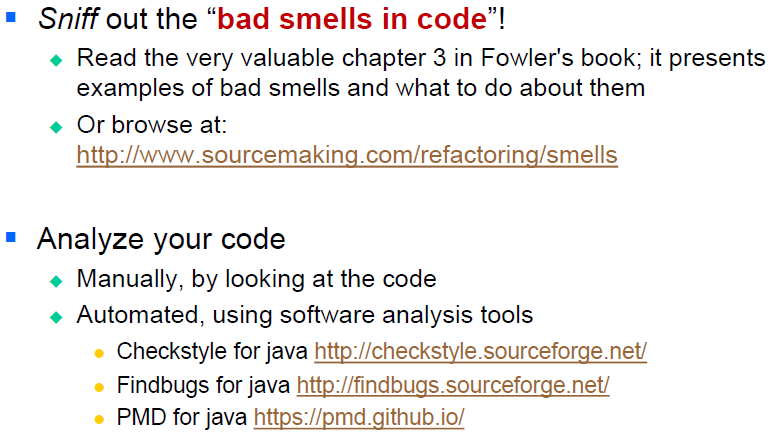 Sniff out the “bad smells in code”!
Read the very valuable chapter 3 in Fowler's book; it presents
examples of bad smells and what to do about them
Or browse at:
http://www.sourcemaking.com/refactoring/smells
Analyze your code
Manually, by looking at the code
Automated, using software analysis tools
Checkstyle for java http://checkstyle.sourceforge.net/
Findbugs for java http://findbugs.sourceforge.net/
PMD for java https://pmd.github.io/